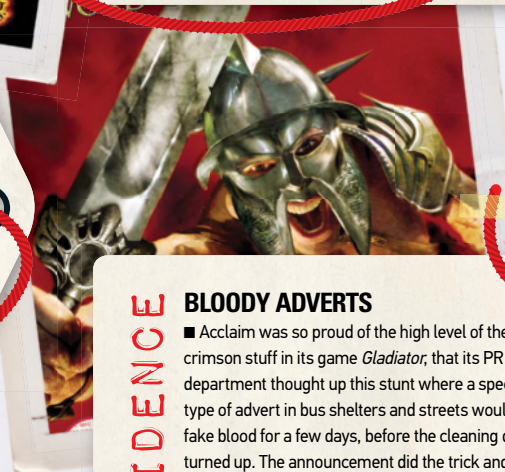 BLOODY ADVERTS
■ Acclaim was so proud of the high level of the
crimson stuff in its game Gladiator, that its PR
department thought up this stunt where a
type of advert in bus shelters and streets
fake blood for a few days, before the cleaning
turned up. The announcement did the trick and